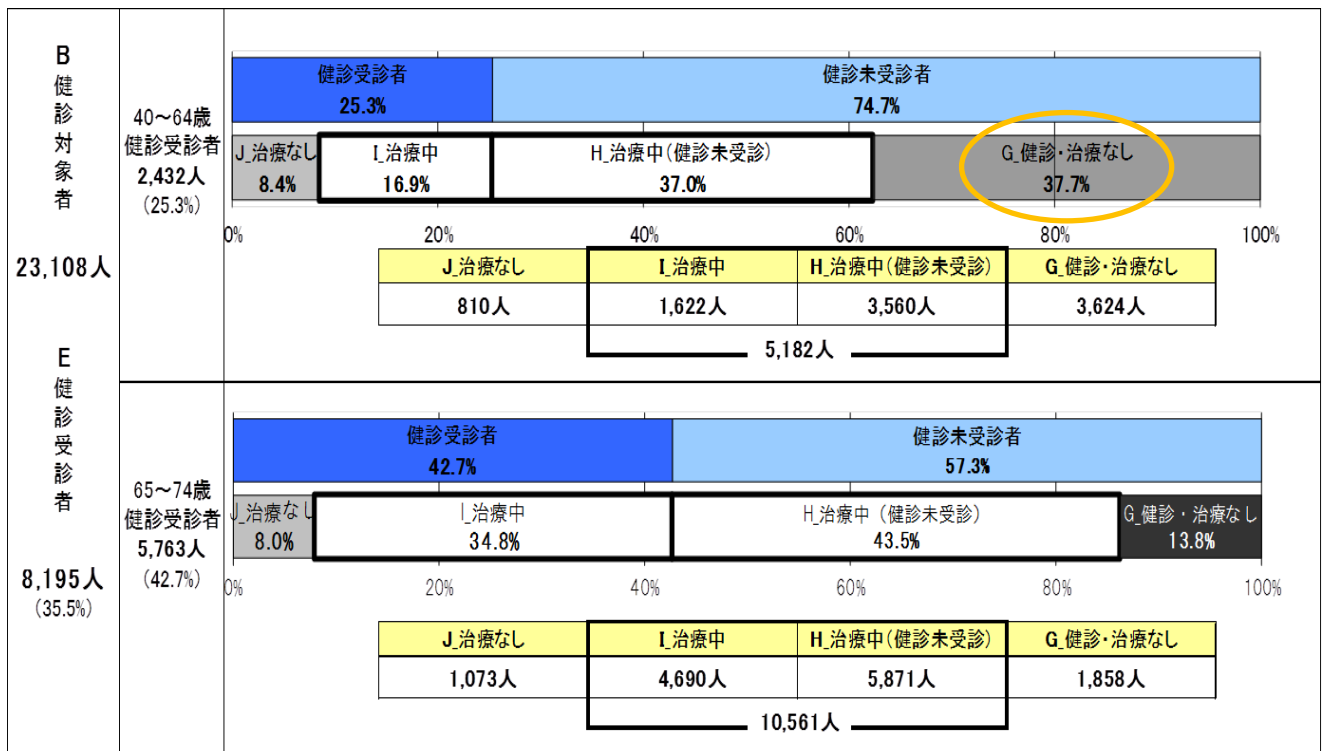 B
健
診
対
象
者
23,108人
E
健
診
受
診
者
8,195人
(35.5%)
40～64歳
健診受診者
2,432人
(25.3%)
健診受診者
25.3%
健診未受診者
74.7%
J_治療なし
8.4%
I_治療中
16.9%
H_治療中(健診未受診)
37.0%
G_健診・治療なし
37.7%
0% 20% 40% 60% 80% 100%
J_治療なし I_治療中 H_治療中(健診未受診) G_健診・治療なし
810人 1,622人 3,560人 3,624人
5,182人
65～74歳
健診受診者
5,763人
(42.7%)
健診受診者
42.7%
健診未受診者
57.3%
J_治療なし
8.0%
I_治療中
34.8%
H_治療中（健診未受診）
43.5%
G_健診・治療なし
13.8%
0% 20% 40% 60% 80% 100%
J_治療なし I_治療中 H_治療中(健診未受診) G_健診・治療なし
1,073人 4,690人 5,871人 1,858人
10,561人